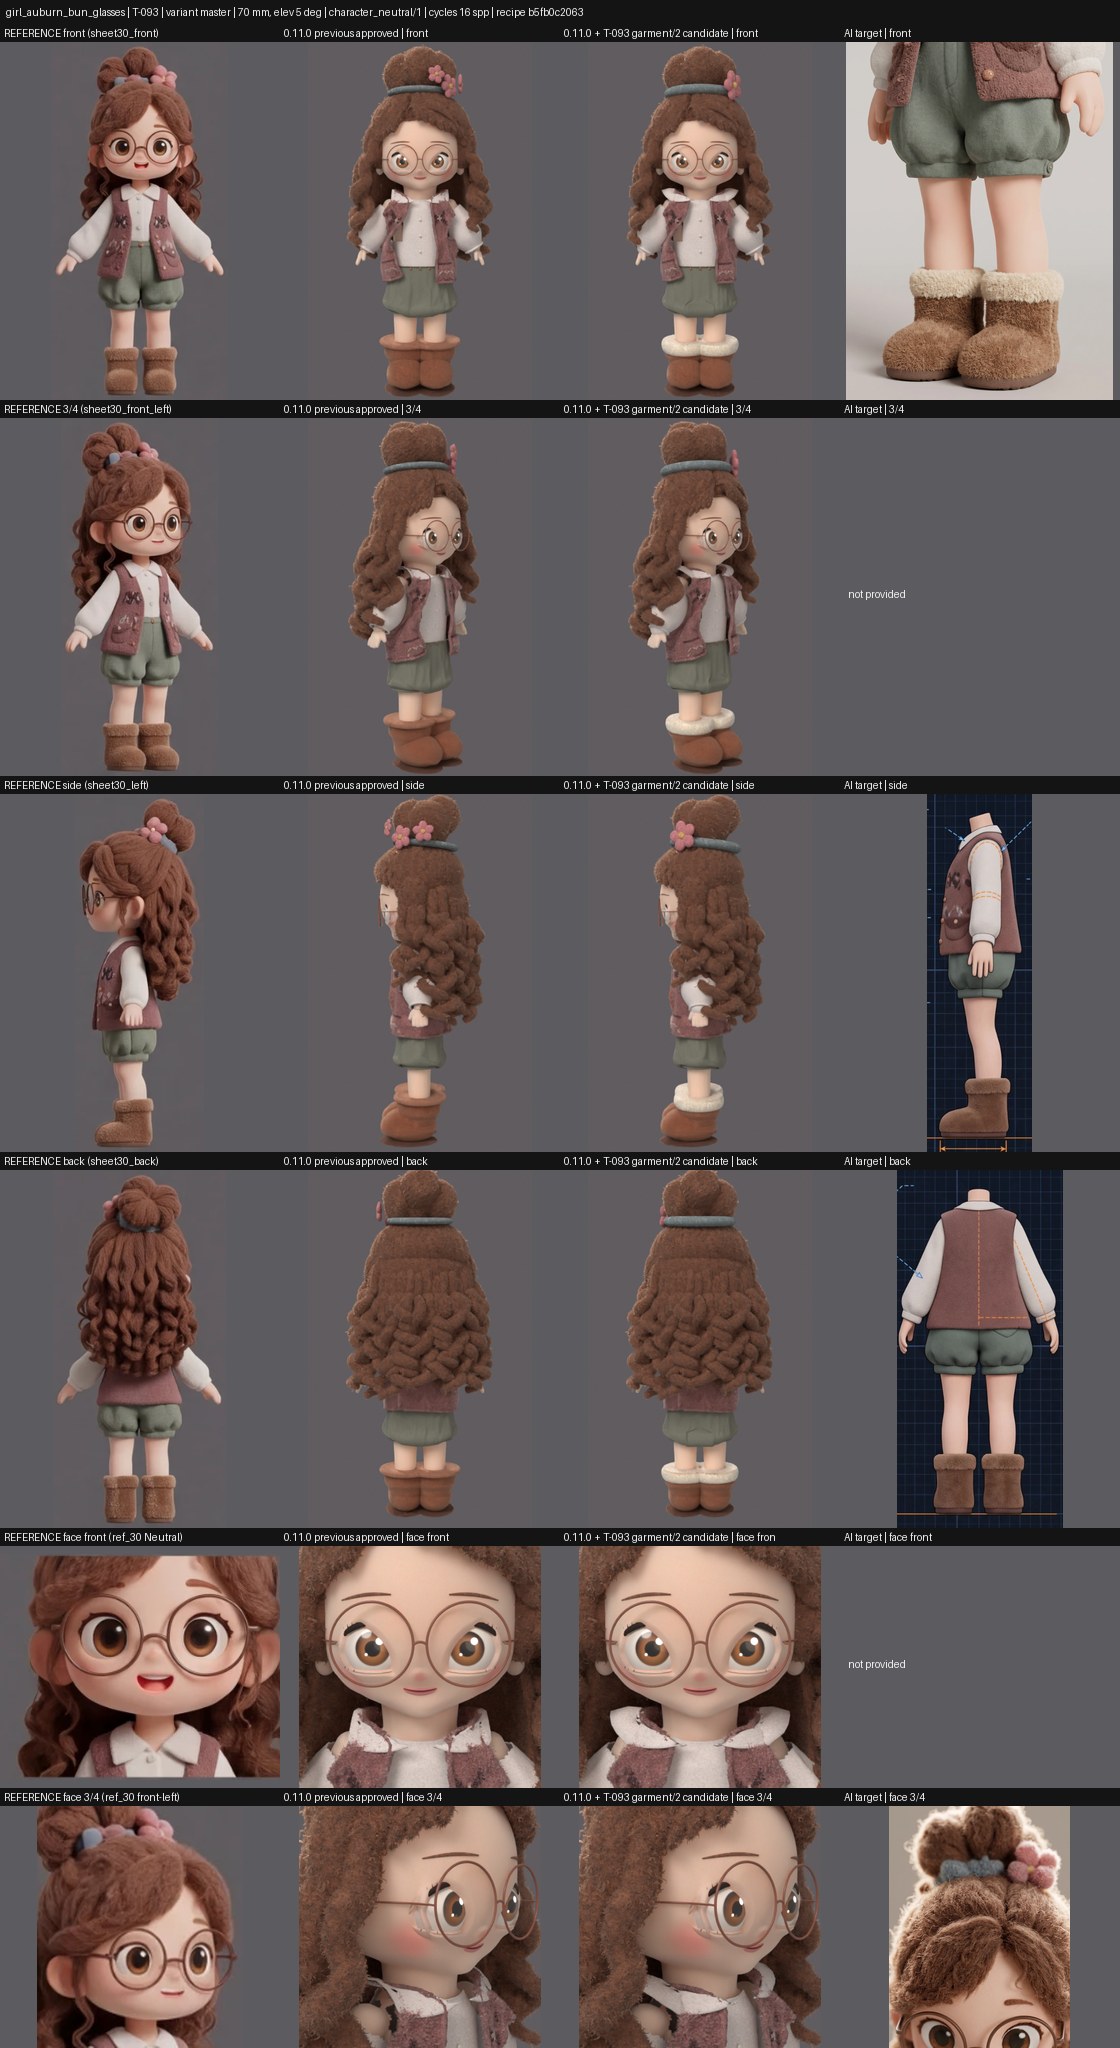 girl_auburn_bun_glasses | T-093 | variant master | 70 mm, elev 5 deg | character_neutral/1 | cycles 16 spp | recipe b5fb0c2063
REFERENCE front (sheet30_front)
0.11.0 previous approved | front
0.11.0 + T-093 garment/2 candidate | front
AI target | front
REFERENCE 3/4 (sheet30_front_left)
0.11.0 previous approved | 3/4
0.11.0 + T-093 garment/2 candidate | 3/4
AI target | 3/4
not provided
REFERENCE side (sheet30_left)
0.11.0 previous approved | side
0.11.0 + T-093 garment/2 candidate | side
AI target | side
REFERENCE back (sheet30_back)
0.11.0 previous approved | back
0.11.0 + T-093 garment/2 candidate | back
AI target | back
REFERENCE face front (ref_30 Neutral)
0.11.0 previous approved | face front
0.11.0 + T-093 garment/2 candidate | face fron
AI target | face front
not provided
REFERENCE face 3/4 (ref_30 front-left)
0.11.0 previous approved | face 3/4
0.11.0 + T-093 garment/2 candidate | face 3/4
AI target | face 3/4